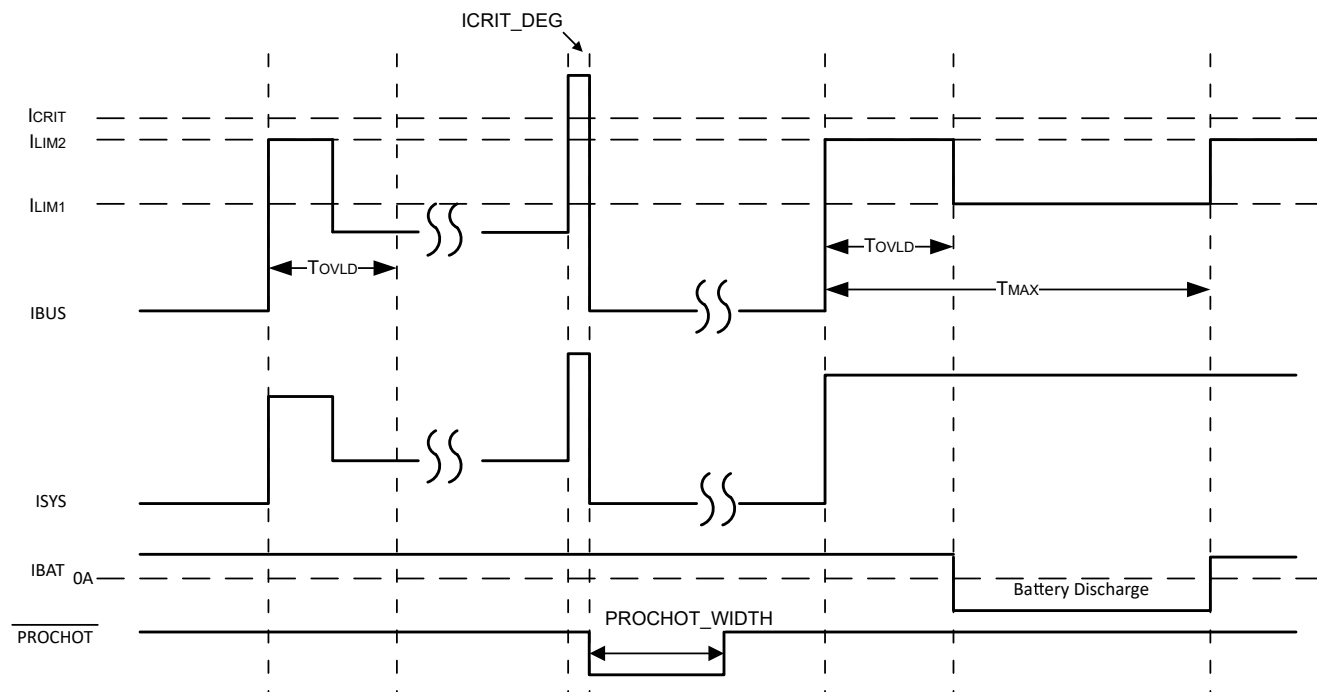 ICRIT_DEG
ICRIT
ILIM2
ILIM1
TOVLD
TOVLD
TMAX
IBUS
ISYS
IBAT 0A
Battery Discharge
PROCHOT_WIDTH
PROCHOT